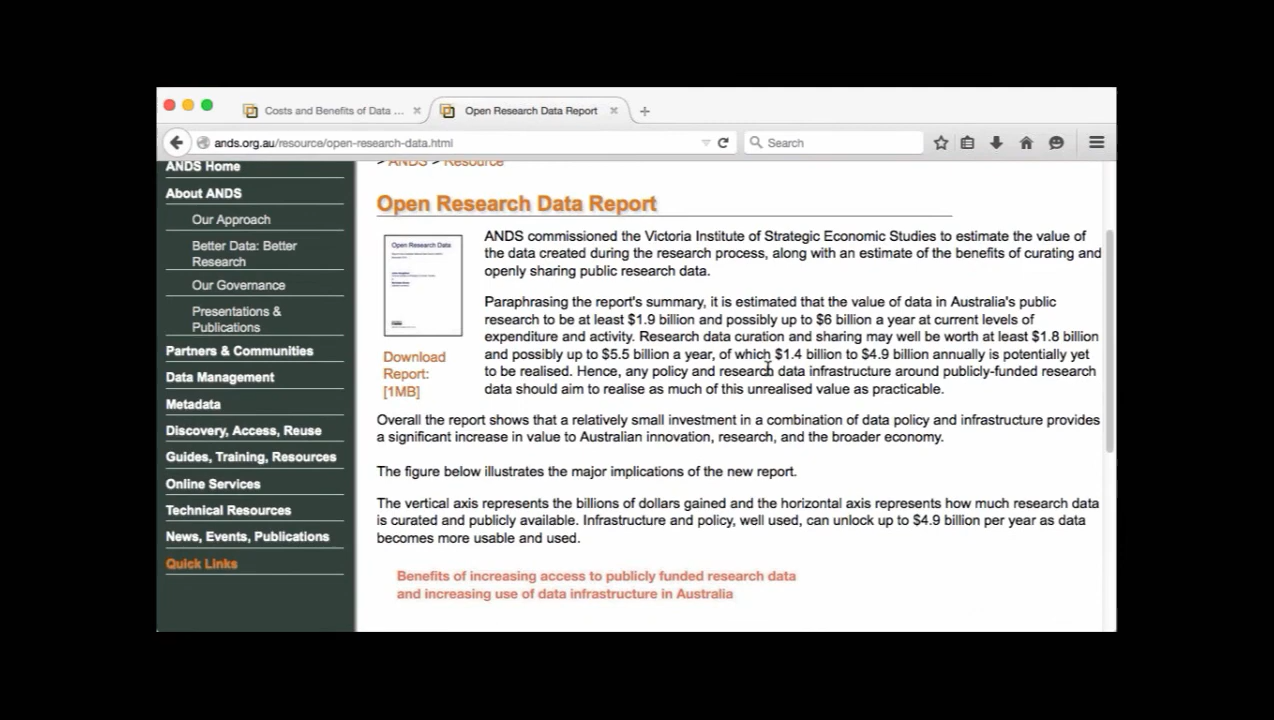 Costs and Benefits of Data ...
Open Research Data Report
ands.org.au/resource/open-research-data.html
Search
ANDS Home
About ANDS
Our Approach
Better Data: Better
Research
Our Governance
Presentations &
Publications
Partners & Communities
Data Management
Metadata
Discovery, Access, Reuse
Guides, Training, Resources
Online Services
Technical Resources
News, Events, Publications
Quick Links
> ANDS > Resource
Open Research Data Report
Open Research Data
Download
Report:
[1MB]
ANDS commissioned the Victoria Institute of Strategic Economic Studies to estimate the value of
the data created during the research process, along with an estimate of the benefits of curating and
openly sharing public research data.
Paraphrasing the report's summary, it is estimated that the value of data in Australia's public
research to be at least $1.9 billion and possibly up to $6 billion a year at current levels of
expenditure and activity. Research data curation and sharing may well be worth at least $1.8 billion
and possibly up to $5.5 billion a year, of which $1.4 billion to $4.9 billion annually is potentially yet
to be realised. Hence, any policy and research data infrastructure around publicly-funded research
data should aim to realise as much of this unrealised value as practicable.
Overall the report shows that a relatively small investment in a combination of data policy and infrastructure provides
a significant increase in value to Australian innovation, research, and the broader economy.
The figure below illustrates the major implications of the new report.
The vertical axis represents the billions of dollars gained and the horizontal axis represents how much research data
is curated and publicly available. Infrastructure and policy, well used, can unlock up to $4.9 billion per year as data
becomes more usable and used.
Benefits of increasing access to publicly funded research data
and increasing use of data infrastructure in Australia